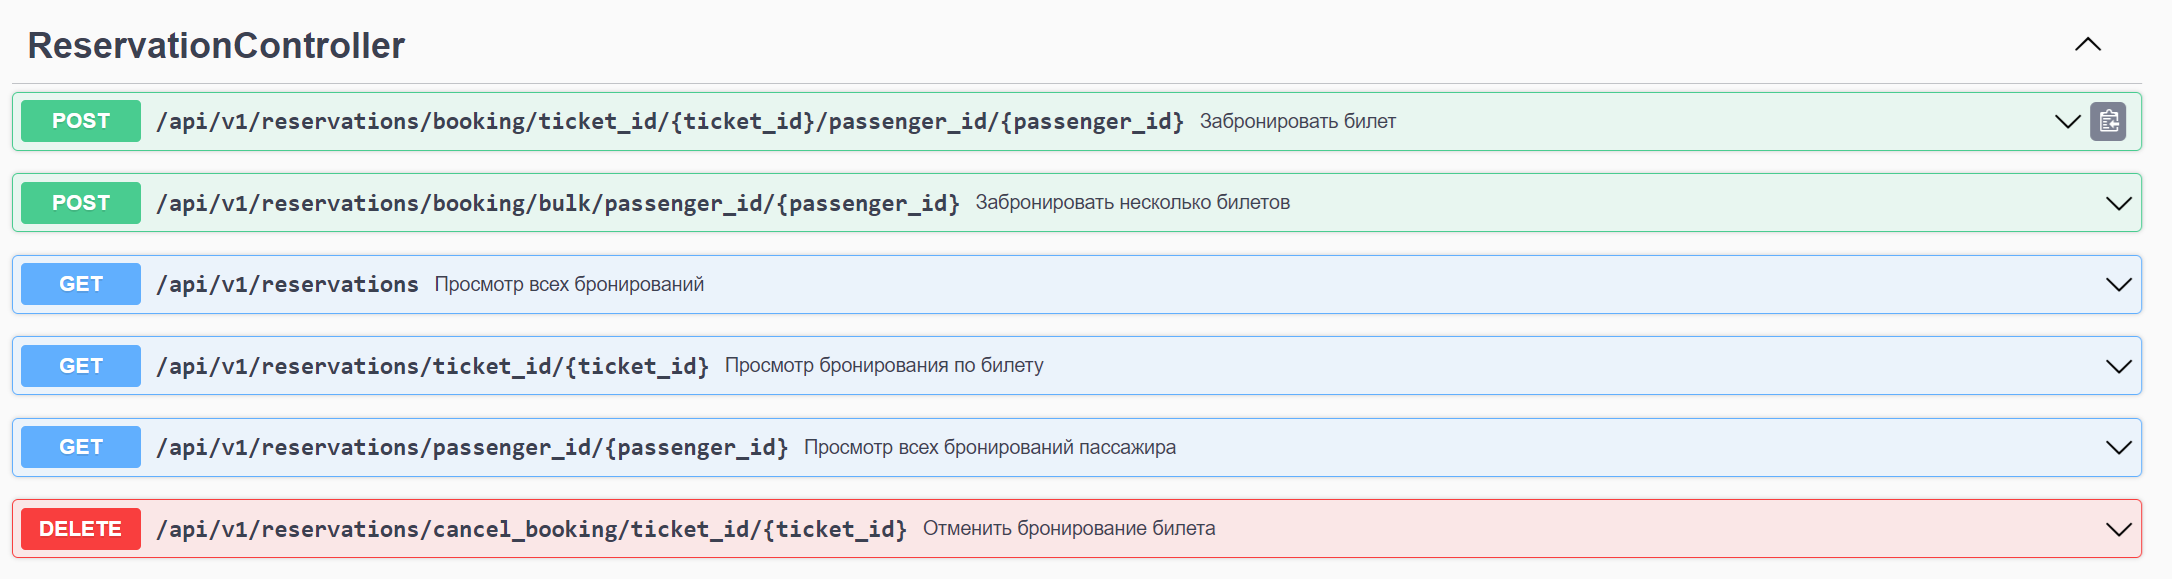 ReservationController
POST /api/v1/reservations/booking/ticket_id/{ticket_id}/passenger_id/{passenger_id} Забронировать билет
POST /api/v1/reservations/booking/bulk/passenger_id/{passenger_id} Забронировать несколько билетов
GET /api/v1/reservations Просмотр всех бронирований
GET /api/v1/reservations/ticket_id/{ticket_id} Просмотр бронирования по билету
GET /api/v1/reservations/passenger_id/{passenger_id} Просмотр всех бронирований пассажира
DELETE /api/v1/reservations/cancel_booking/ticket_id/{ticket_id} Отменить бронирование билета